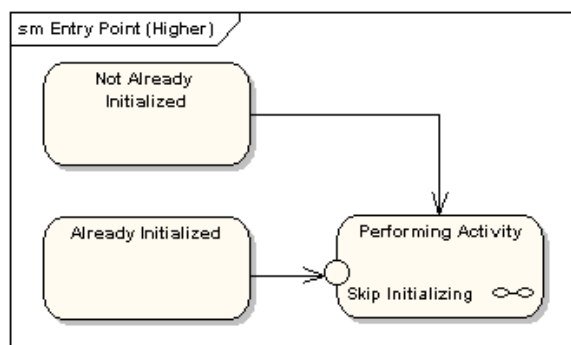 sm Entry Point (Higher)
Not Already
Initialized
Already Initialized
Performing Activity
Skip Initializing